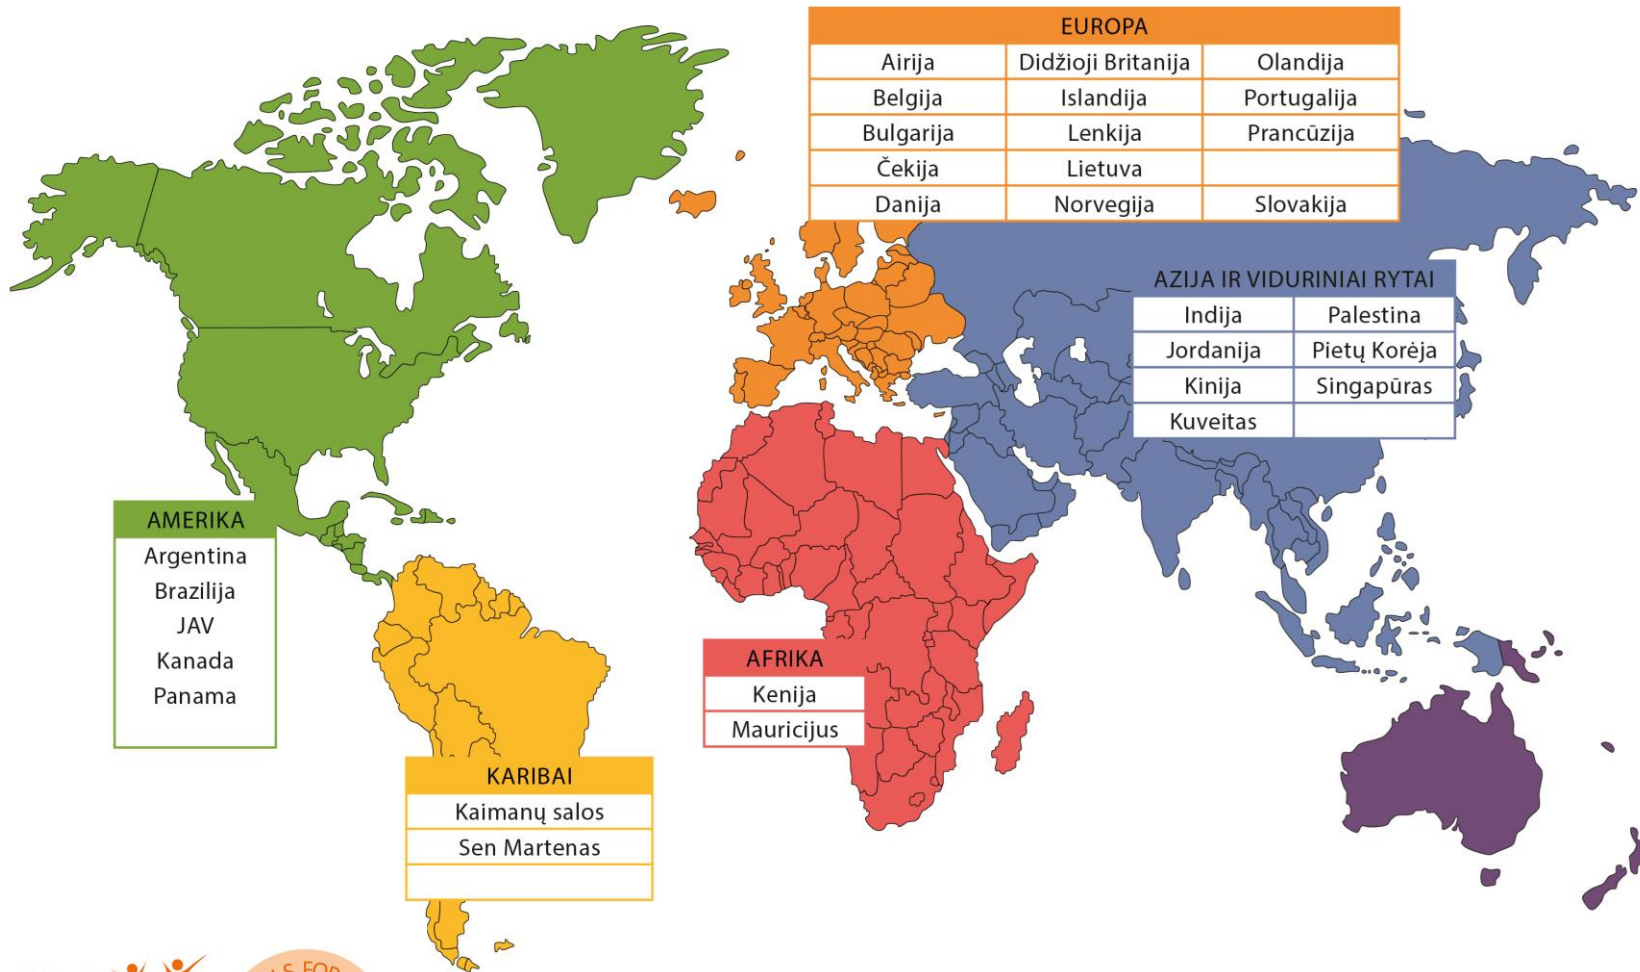 EUROPA
Airija Didžioji Britanija Olandija
Belgija Islandija Portugalija
Bulgarija Lenkija Prancūzija
Čekija Lietuva
Danija Norvegija Slovakija
AZIJA IR VIDURINIAI RYTAI
Indija Palestina
Jordanija Pietų Korėja
Kinija Singapūras
Kuveitas
AMERIKA
Argentina
Brazilija
JAV
Kanada
Panama
AFRIKA
Kenija
Mauricijus
KARIBAI
Kaimanų salos
Sen Martenas